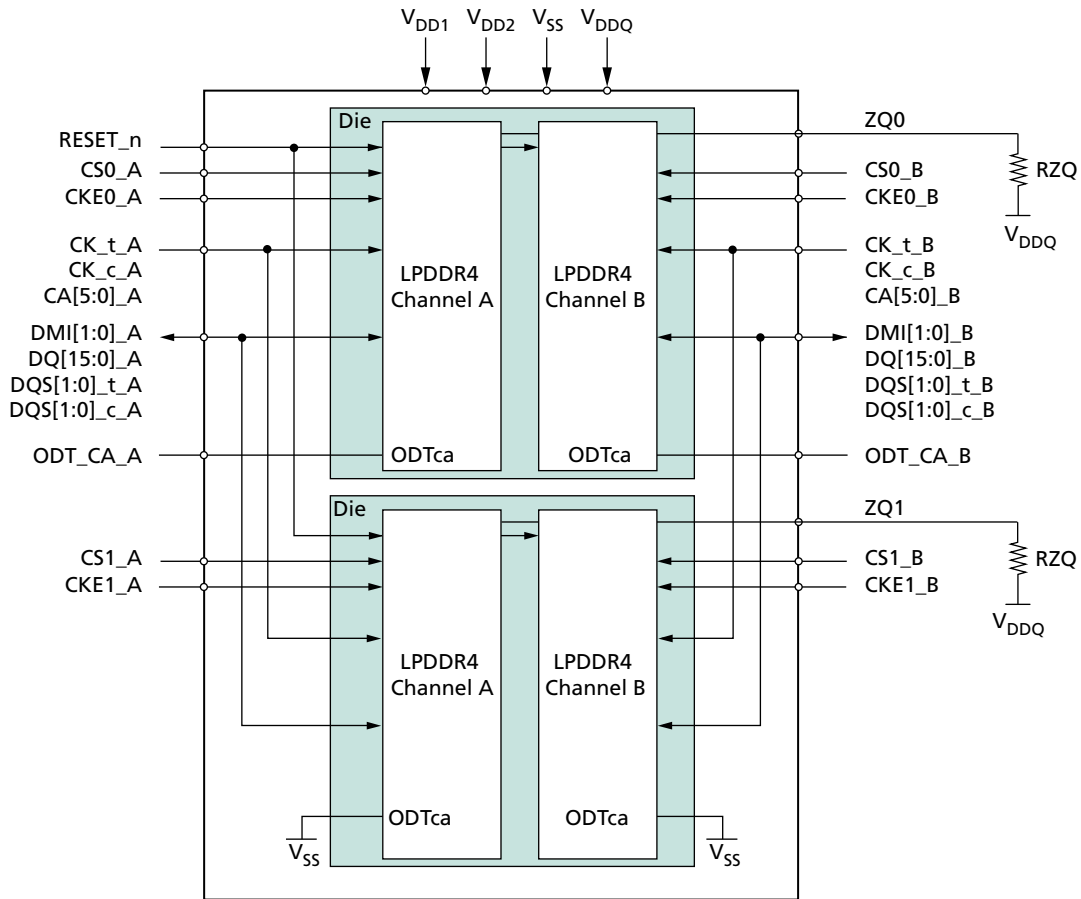 VDD1 VDD2 VSS VDDQ
Die
RESET_n
CS0_A
CKE0_A
CK_t_A
CK_c_A
CA[5:0]_A
DMI[1:0]_A
DQ[15:0]_A
DQS[1:0]_t_A
DQS[1:0]_c_A
ODT_CA_A
LPDDR4
Channel A
ODTca
LPDDR4
Channel B
ODTca
ZQ0
RZQ
VDDQ
CS0_B
CKE0_B
CK_t_B
CK_c_B
CA[5:0]_B
DMI[1:0]_B
DQ[15:0]_B
DQS[1:0]_t_B
DQS[1:0]_c_B
ODT_CA_B
Die
CS1_A
CKE1_A
LPDDR4
Channel A
ODTca
VSS
LPDDR4
Channel B
ODTca
VSS
ZQ1
RZQ
VDDQ
CS1_B
CKE1_B